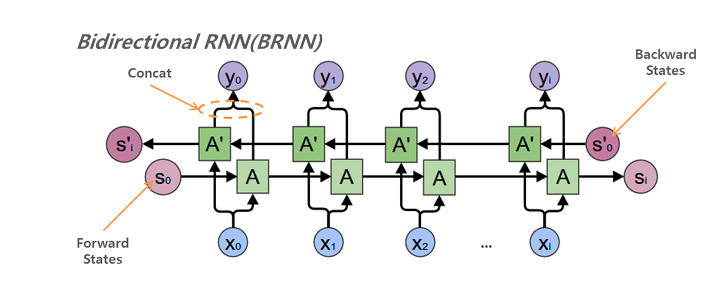 Bidirectional RNN(BRNN)
Backward
States
Concat
y₀ y₁ y₂ yᵢ
s'ᵢ A' A' A' A' s'₀
s₀ A A A A sᵢ
Forward
States
x₀ x₁ x₂ ... xᵢ